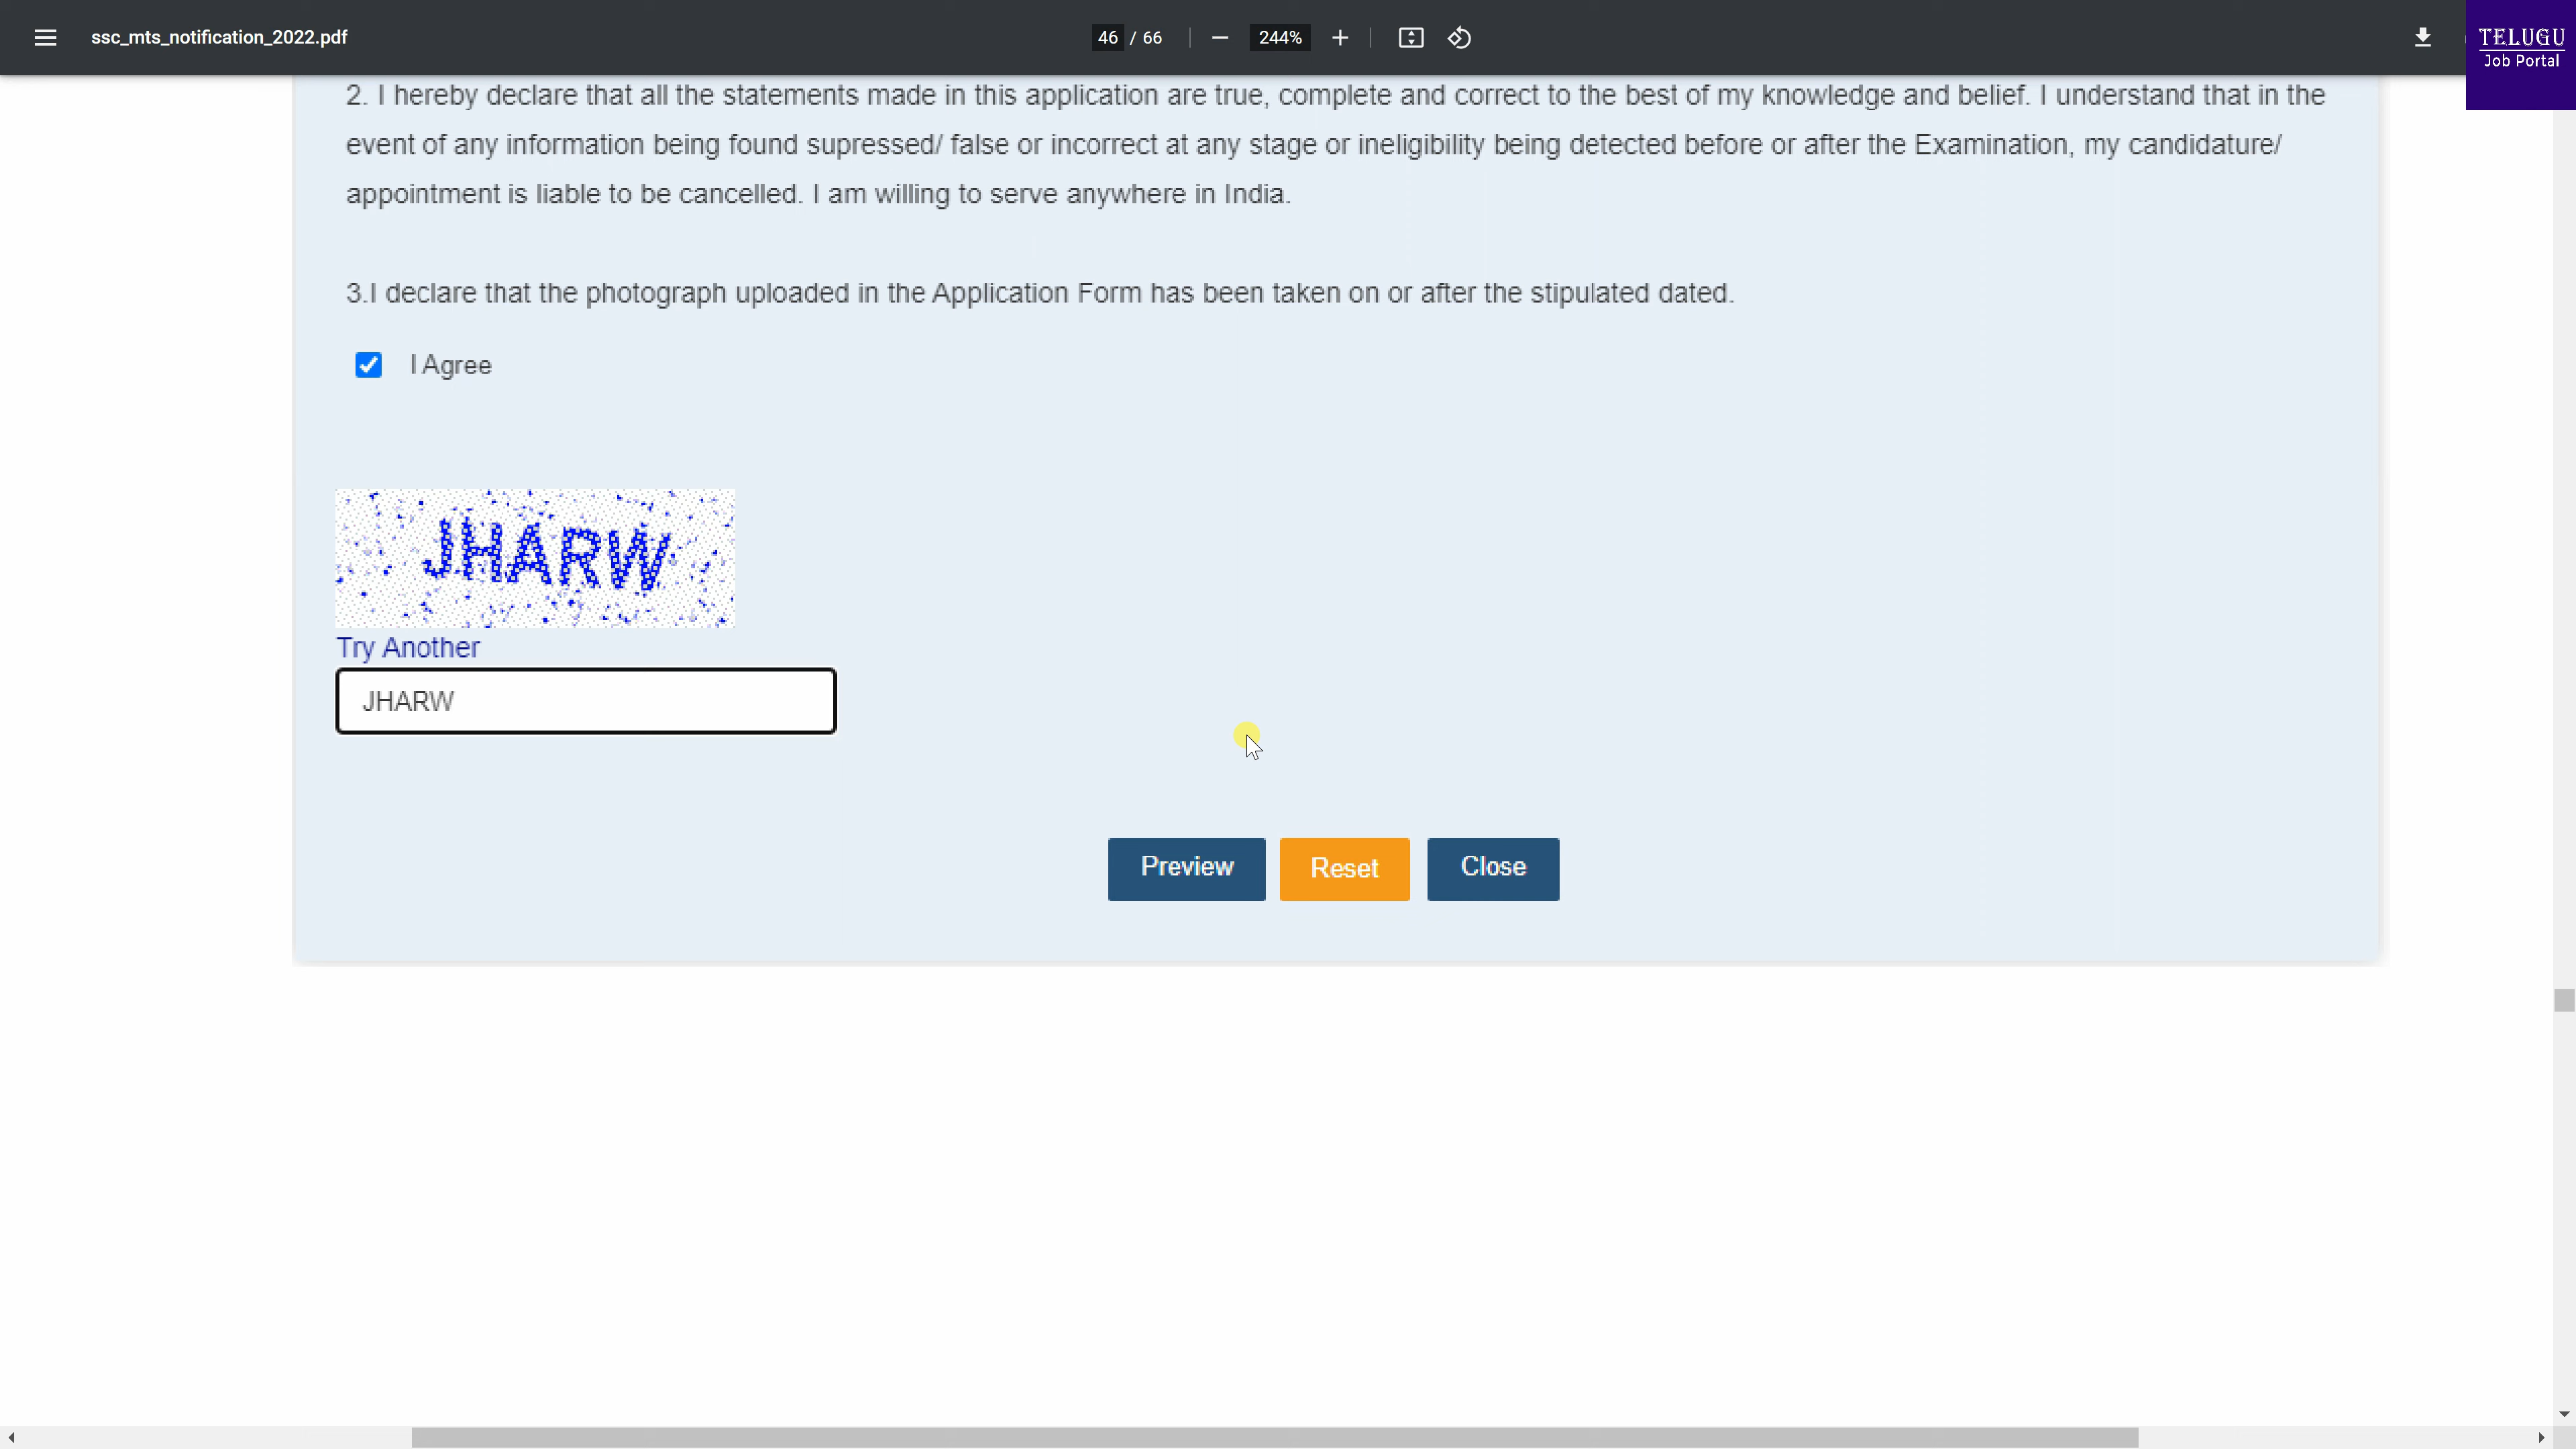 ssc_mts_notification_2022.pdf
46 / 66
244%
TELUGU
Job Portal
2. I hereby declare that all the statements made in this application are true, complete and correct to the best of my knowledge and belief. I understand that in the
event of any information being found supressed/ false or incorrect at any stage or ineligibility being detected before or after the Examination, my candidature/
appointment is liable to be cancelled. I am willing to serve anywhere in India.
3.I declare that the photograph uploaded in the Application Form has been taken on or after the stipulated dated.
I Agree
JHARW
Try Another
JHARW
Preview
Reset
Close